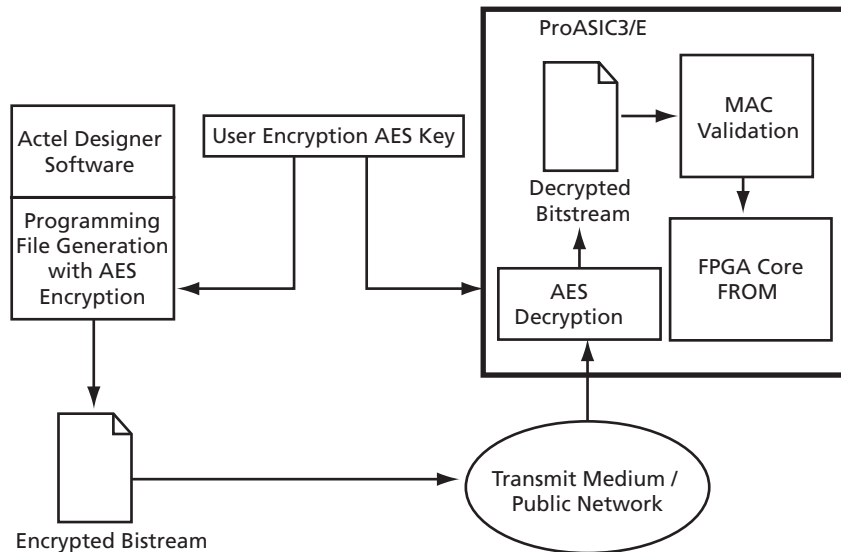 ProASIC3/E
Actel Designer
Software
Programming
File Generation
with AES
Encryption
User Encryption AES Key
MAC
Validation
Decrypted
Bitstream
FPGA Core
FROM
AES
Decryption
Transmit Medium /
Public Network
Encrypted Bistream